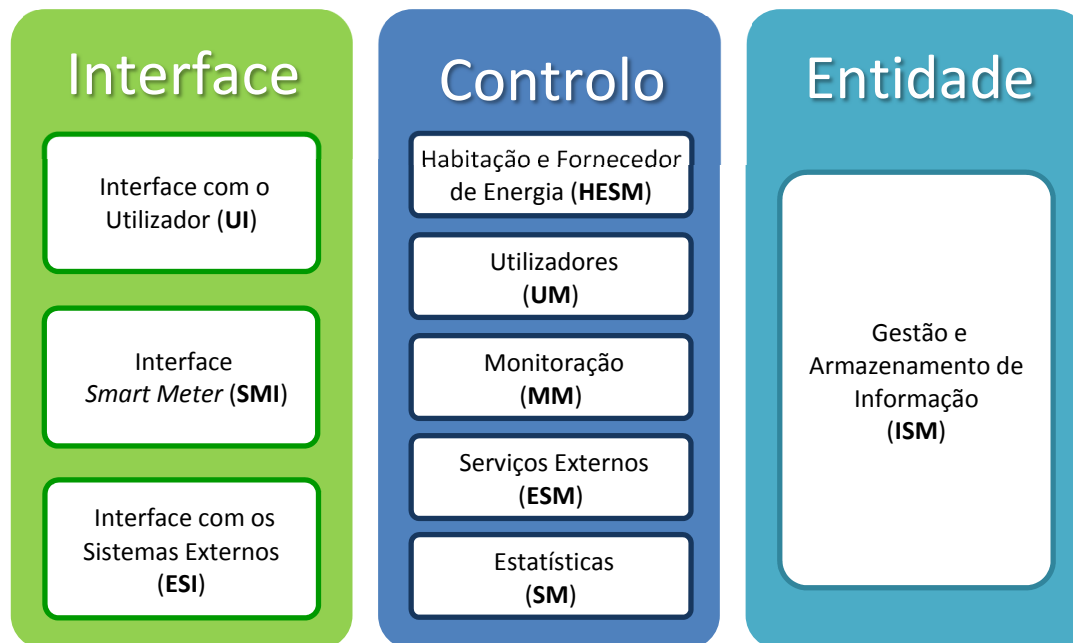 Interface
Interface com o
Utilizador (UI)
Interface
Smart Meter (SMI)
Interface com os
Sistemas Externos
(ESI)
Controlo
Habitação e Fornecedor
de Energia (HESM)
Utilizadores
(UM)
Monitoração
(MM)
Serviços Externos
(ESM)
Estatísticas
(SM)
Entidade
Gestão e
Armazenamento de
Informação
(ISM)